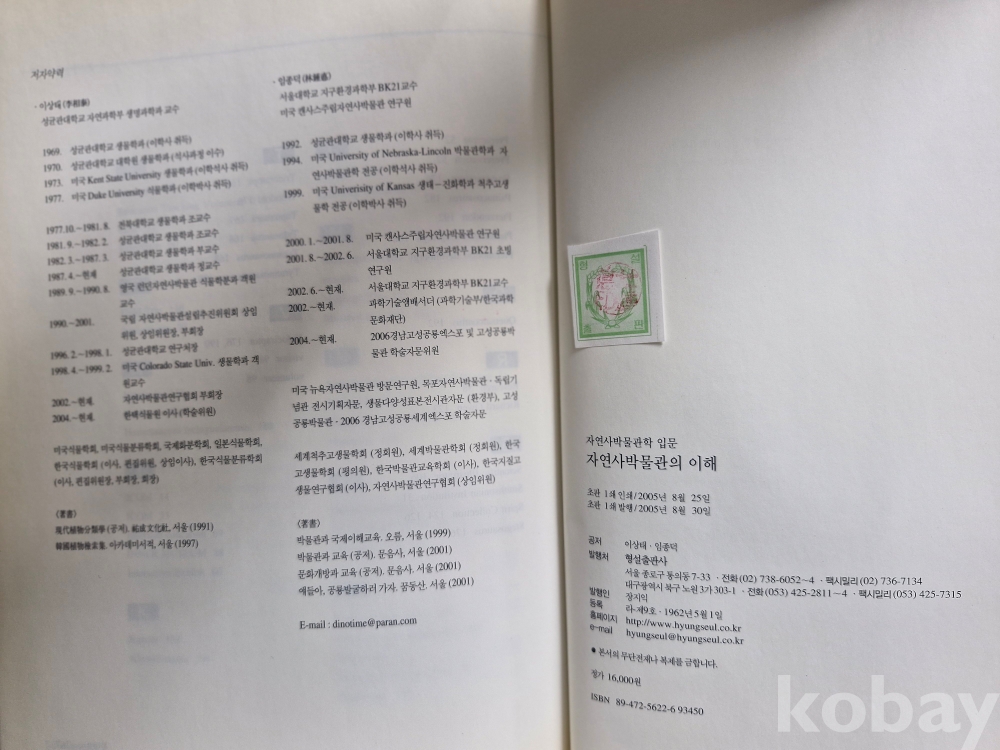 저자약력
· 이상태(李相泰)
성균관대학교 자연과학부 생명과학과 교수
1969. 성균관대학교 생물학과(이학사 취득)
1970. 성균관대학교 대학원 생물학과(석사과정 이수)
1973. 미국 Kent State University 생물학과(이학석사 취득)
1977. 미국 Duke University 식물학과(이학박사 취득)
1977.10.~1981. 8. 전북대학교 생물학과 조교수
1981. 9.~1982. 2. 성균관대학교 생물학과 조교수
1982. 3.~1987. 3. 성균관대학교 생물학과 부교수
1987. 4.~현재 성균관대학교 생물학과 정교수
1989. 9.~1990. 8. 영국 런던자연사박물관 식물학분과 객원
교수
1990.~2001. 국립 자연사박물관설립추진위원회 상임
위원, 상임위원장, 부회장
1996. 2.~1998. 1. 성균관대학교 연구처장
1998. 4.~1999. 2. 미국 Colorado State Univ. 생물학과 객
원교수
2002.~현재. 자연사박물관연구협회 부회장
2004.~현재. 한택식물원 이사(학술위원)
미국식물학회, 미국식물분류학회, 국제화분학회, 일본식물학회,
한국식물학회 (이사, 편집위원, 상임이사), 한국식물분류학회
(이사, 편집위원장, 부회장, 회장)
〈著書〉
現代植物分類學 (공저). 서울 (1991)
韓國植物檢索集. 아카데미서적, 서울 (1997)
· 임종덕(林鍾悳)
서울대학교 지구환경과학부 BK21교수
미국 캔사스주립자연사박물관 연구원
1992. 성균관대학교 생물학과 (이학사 취득)
1994. 미국 University of Nebraska-Lincoln 박물관학과 자
연사박물관학 전공 (이학석사 취득)
1999. 미국 Univerisity of Kansas 생태-진화학과 척추고생
물학 전공 (이학박사 취득)
2000. 1.~2001. 8. 미국 캔사스주립자연사박물관 연구원
2001. 8.~2002. 6. 서울대학교 지구환경과학부 BK21 초빙
연구원
2002. 6.~현재. 서울대학교 지구환경과학부 BK21교수
2002.~현재. 과학기술앰배서더 (과학기술부/한국과학
문화재단)
2004.~현재. 2006경남고성공룡엑스포 및 고성공룡박
물관 학술자문위원
미국 뉴욕자연사박물관 방문연구원, 목포자연사박물관 · 독립기
념관 전시기획자문, 생물다양성표본전시관자문 (환경부), 고성
공룡박물관 · 2006 경남고성공룡세계엑스포 학술자문
세계척추고생물학회 (정회원), 세계박물관학회 (정회원), 한국
고생물학회 (평의원), 한국박물관교육학회 (이사), 한국지질고
생물연구협회 (이사), 자연사박물관연구협회 (상임위원)
〈著書〉
박물관과 국제이해교육. 오름, 서울 (1999)
박물관과 교육 (공저). 문음사. 서울 (2001)
문화개방과 교육 (공저). 문음사. 서울 (2001)
얘들아, 공룡발굴하러 가자. 꿈동산. 서울 (2001)
E-mail : dinotime@paran.com
형 설
출 판
자연사박물관학 입문
자연사박물관의 이해
초판 1쇄 인쇄/2005년 8월 25일
초판 1쇄 발행/2005년 8월 30일
공저 이상태 · 임종덕
발행처 형설출판사
서울 종로구 통의동 7-33 · 전화 (02) 738-6052~4 · 팩시밀리 (02) 736-7134
대구광역시 북구 노원 3가 303-1 · 전화 (053) 425-2811~4 · 팩시밀리 (053) 425-7315
발행인 장지익
등록 라-제9호 · 1962년 5월 1일
홈페이지 http://www.hyungseul.co.kr
e-mail hyungseul@hyungseul.co.kr
● 본서의 무단전재나 복제를 금합니다.
정가 16,000원
ISBN 89-472-5622-6 93450
kobay